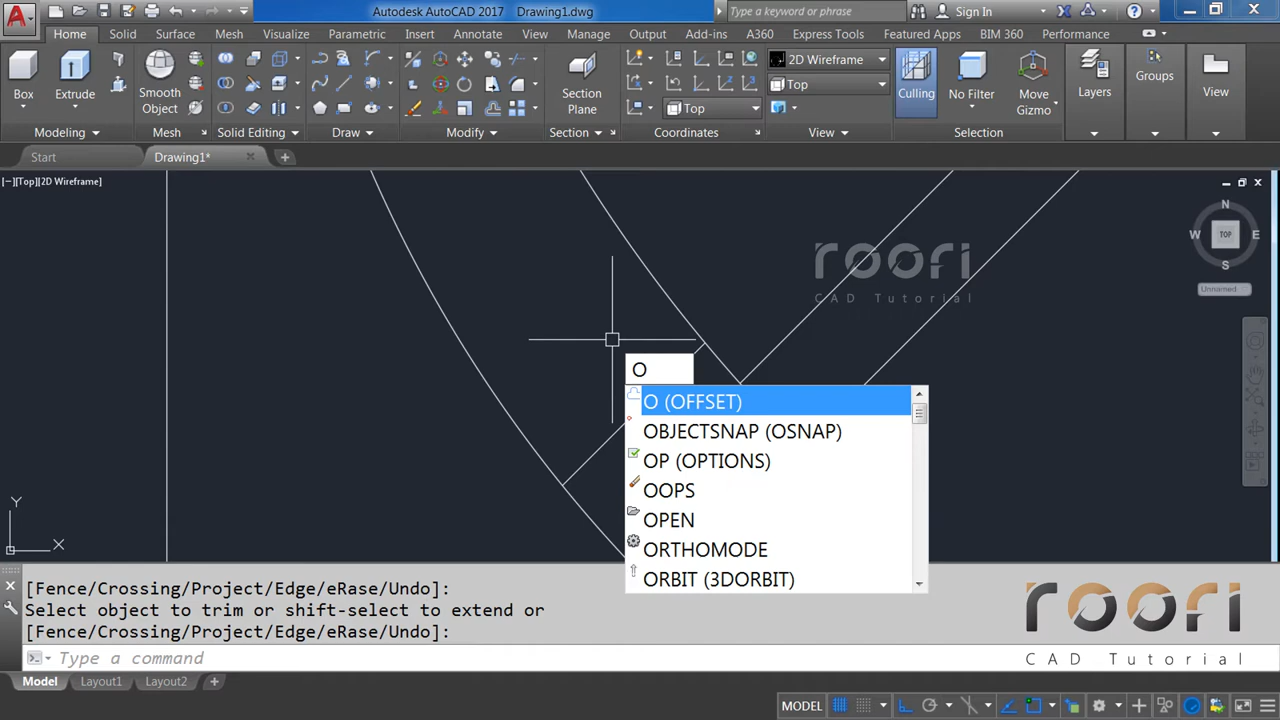 Autodesk AutoCAD 2017 Drawing1.dwg
Type a keyword or phrase
Sign In
Home Solid Surface Mesh Visualize Parametric Insert Annotate View Manage Output Add-ins A360 Express Tools Featured Apps BIM 360 Performance
Box
Extrude
Smooth Object
Section Plane
2D Wireframe
Top
Top
Culling
No Filter
Move Gizmo
Layers
Groups
View
Modeling Mesh Solid Editing Draw Modify Section Coordinates View Selection
Start Drawing1*
[−][Top][2D Wireframe]
N
W TOP E
S
Unnamed
roori
CAD Tutorial
O
O (OFFSET)
OBJECTSNAP (OSNAP)
OP (OPTIONS)
OOPS
OPEN
ORTHOMODE
ORBIT (3DORBIT)
Y
X
[Fence/Crossing/Project/Edge/eRase/Undo]:
Select object to trim or shift-select to extend or
[Fence/Crossing/Project/Edge/eRase/Undo]:
Type a command
roori
CAD Tutorial
Model Layout1 Layout2
MODEL